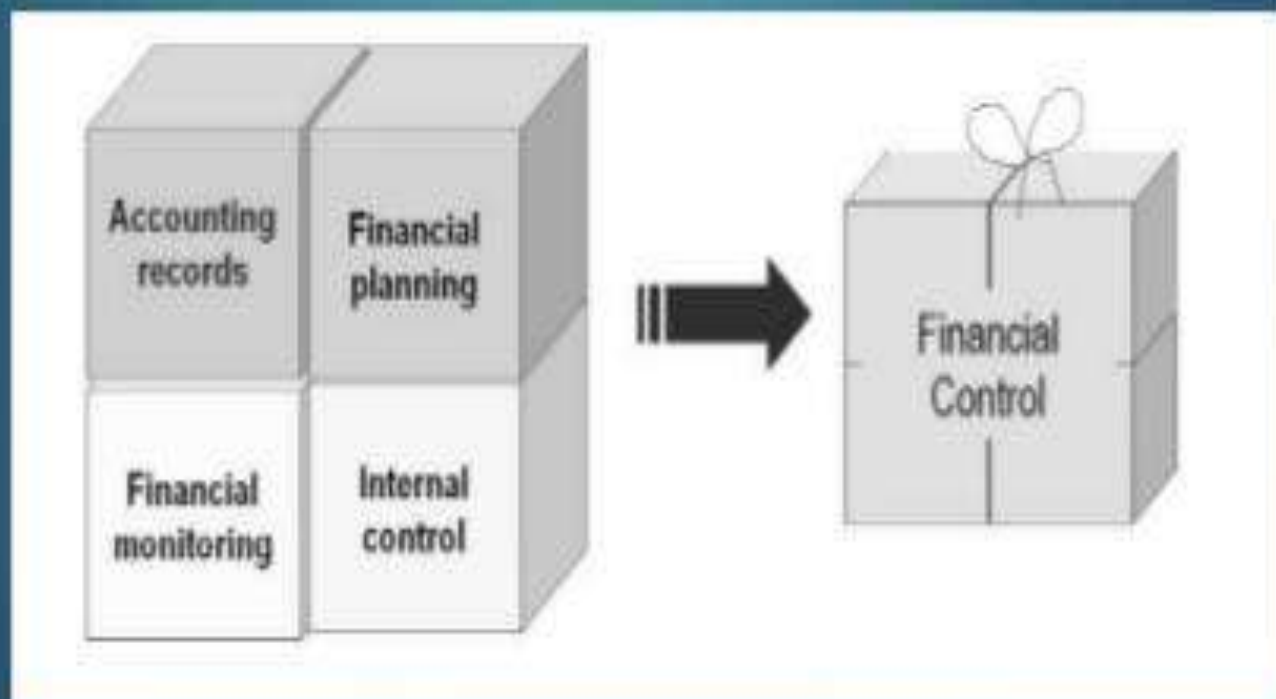 Accounting
records
Financial
planning
Financial
monitoring
Internal
control
Financial
Control